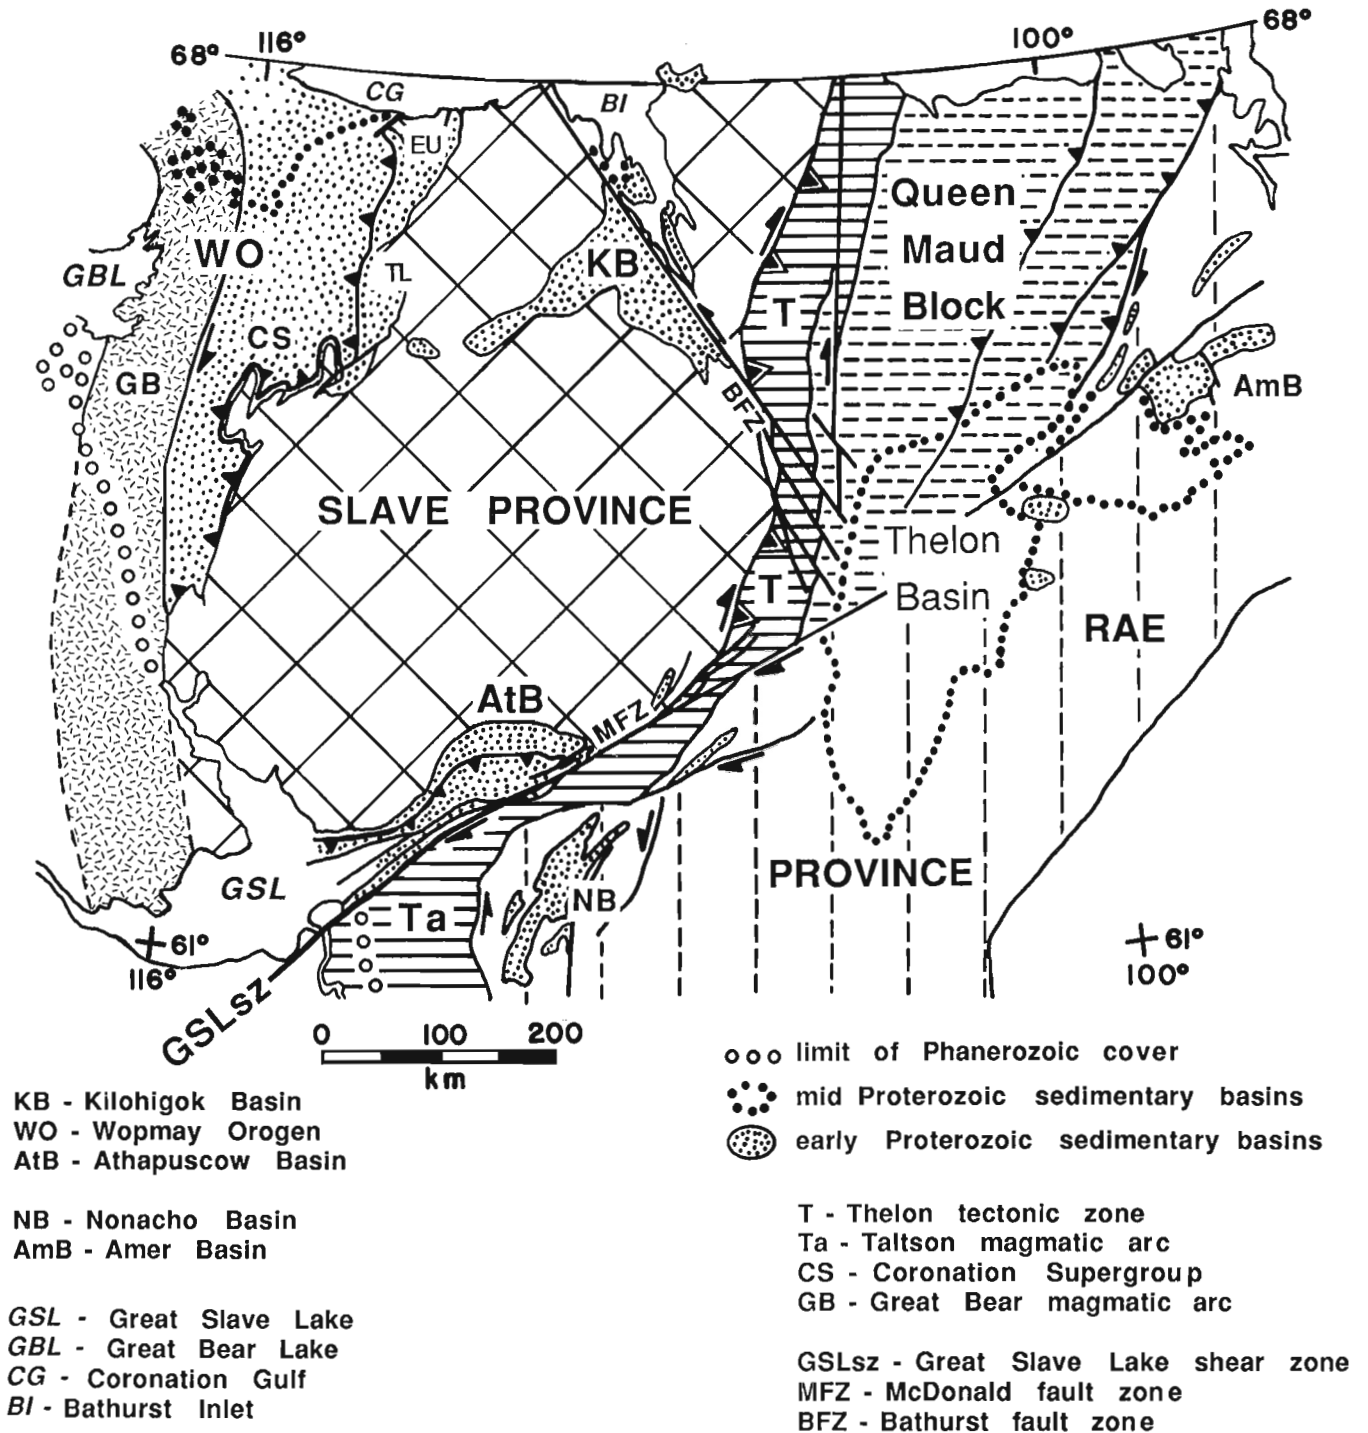 68° 116°
100° 68°
CG
BI
EU
Queen
Maud
Block
WO
GBL
TL
KB
T
CS
GB
BFZ
AmB
SLAVE PROVINCE
Thelon
Basin
T
RAE
AtB
MFZ
PROVINCE
GSL
Ta
NB
61°
116°
61°
100°
GSLsz
0 100 200
km
KB - Kilohigok Basin
WO - Wopmay Orogen
AtB - Athapuscow Basin
NB - Nonacho Basin
AmB - Amer Basin
GSL - Great Slave Lake
GBL - Great Bear Lake
CG - Coronation Gulf
BI - Bathurst Inlet
limit of Phanerozoic cover
mid Proterozoic sedimentary basins
early Proterozoic sedimentary basins
T - Thelon tectonic zone
Ta - Taltson magmatic arc
CS - Coronation Supergroup
GB - Great Bear magmatic arc
GSLsz - Great Slave Lake shear zone
MFZ - McDonald fault zone
BFZ - Bathurst fault zone